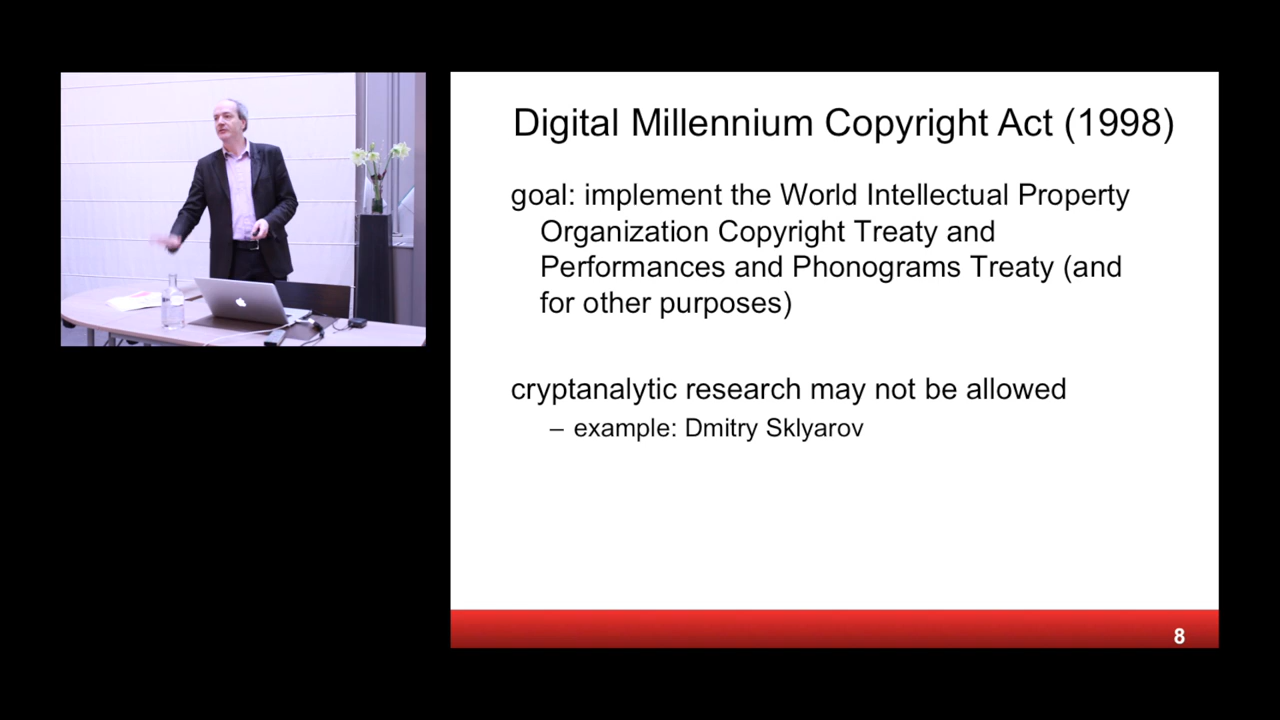 Digital Millennium Copyright Act (1998)
goal: implement the World Intellectual Property
Organization Copyright Treaty and
Performances and Phonograms Treaty (and
for other purposes)
cryptanalytic research may not be allowed
– example: Dmitry Sklyarov
8